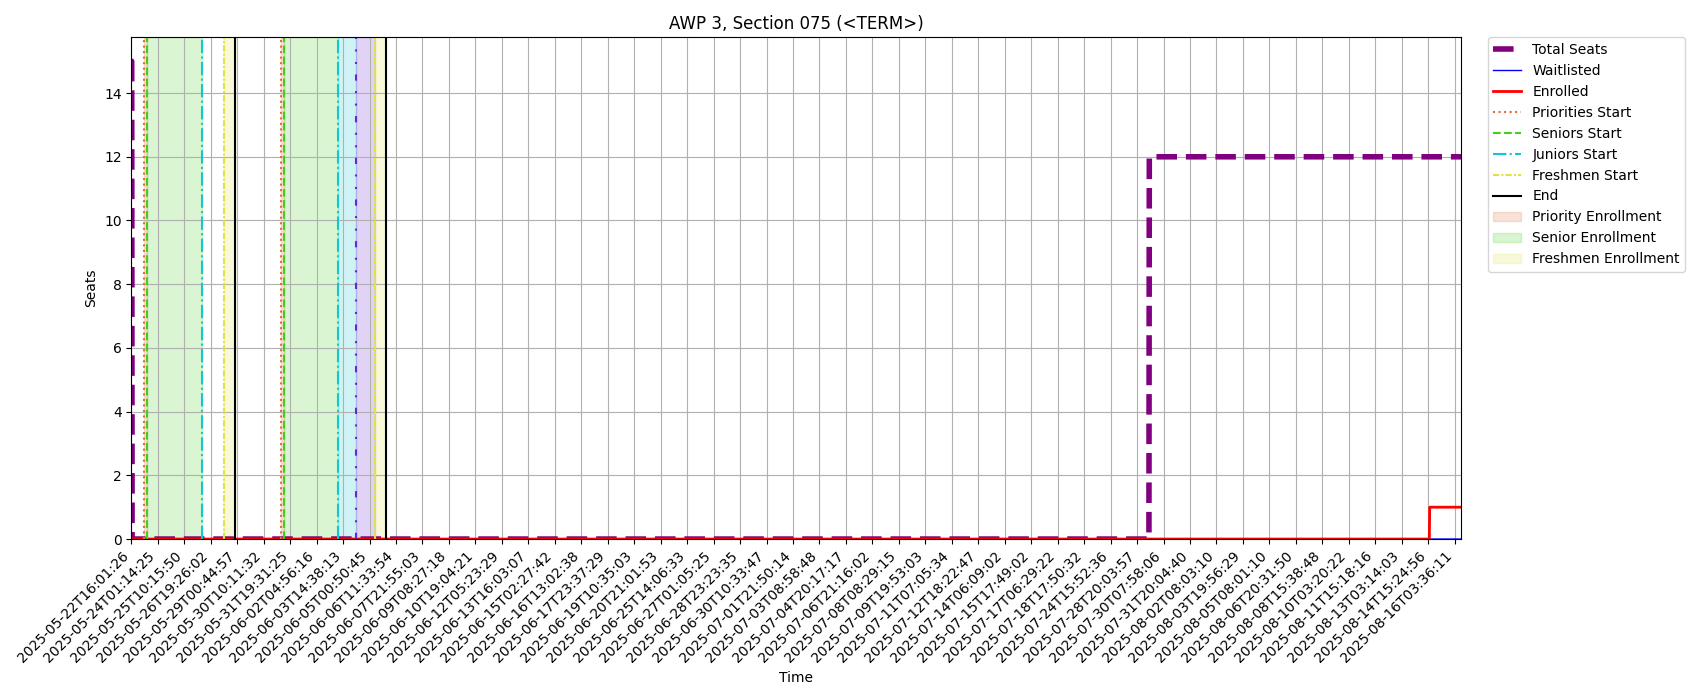 AWP 3, Section 075 (<TERM>)
Seats
14
12
10
8
6
4
2
0
2025-05-22T16:01:26
2025-05-24T01:14:25
2025-05-25T10:15:50
2025-05-26T19:26:02
2025-05-29T00:44:57
2025-05-30T10:11:32
2025-05-31T19:31:25
2025-06-02T04:56:16
2025-06-03T14:38:13
2025-06-05T00:50:45
2025-06-06T11:33:54
2025-06-07T21:55:03
2025-06-09T08:27:18
2025-06-10T19:04:21
2025-06-12T05:23:29
2025-06-13T16:03:07
2025-06-15T02:27:42
2025-06-16T13:02:38
2025-06-17T23:37:29
2025-06-19T10:35:03
2025-06-20T21:01:53
2025-06-25T14:06:33
2025-06-27T01:05:25
2025-06-28T23:23:35
2025-06-30T10:33:47
2025-07-01T21:50:14
2025-07-03T08:58:48
2025-07-04T20:17:17
2025-07-06T21:16:02
2025-07-08T08:29:15
2025-07-09T19:53:03
2025-07-11T07:05:34
2025-07-12T18:22:47
2025-07-14T06:09:02
2025-07-15T17:49:02
2025-07-17T06:29:22
2025-07-18T17:50:32
2025-07-24T15:52:36
2025-07-28T20:03:57
2025-07-30T07:58:06
2025-07-31T20:04:40
2025-08-02T08:03:10
2025-08-03T19:56:29
2025-08-05T08:01:10
2025-08-06T20:31:50
2025-08-08T15:38:48
2025-08-10T03:20:22
2025-08-11T15:18:16
2025-08-13T03:14:03
2025-08-14T15:24:56
2025-08-16T03:36:11
Time
Total Seats
Waitlisted
Enrolled
Priorities Start
Seniors Start
Juniors Start
Freshmen Start
End
Priority Enrollment
Senior Enrollment
Freshmen Enrollment